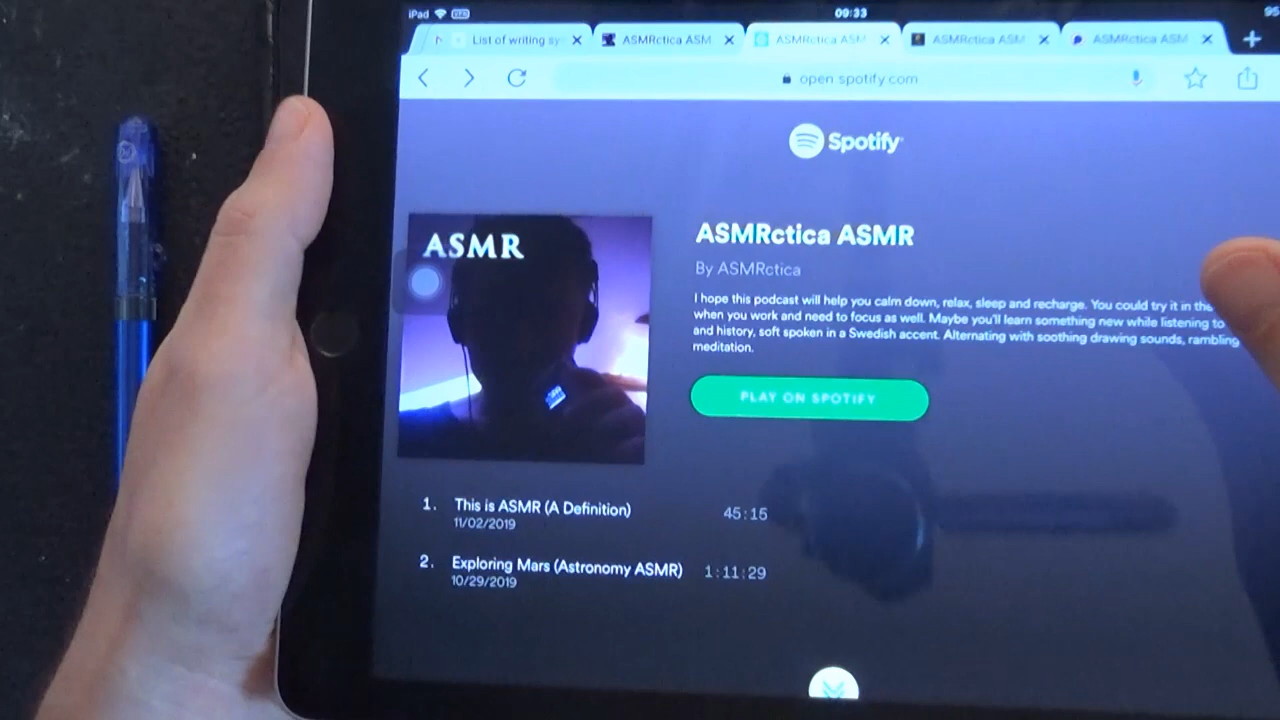 iPad 09:33 95
List of writing sy ASMRctica ASM ASMRctica ASM ASMRctica ASM ASMRctica ASM
open.spotify.com
Spotify
ASMR
ASMRctica ASMR
By ASMRctica
I hope this podcast will help you calm down, relax, sleep and recharge. You could try it in the
when you work and need to focus as well. Maybe you'll learn something new while listening to
and history, soft spoken in a Swedish accent. Alternating with soothing drawing sounds, rambling
meditation.
PLAY ON SPOTIFY
1. This is ASMR (A Definition) 45:15
11/02/2019
2. Exploring Mars (Astronomy ASMR) 1:11:29
10/29/2019